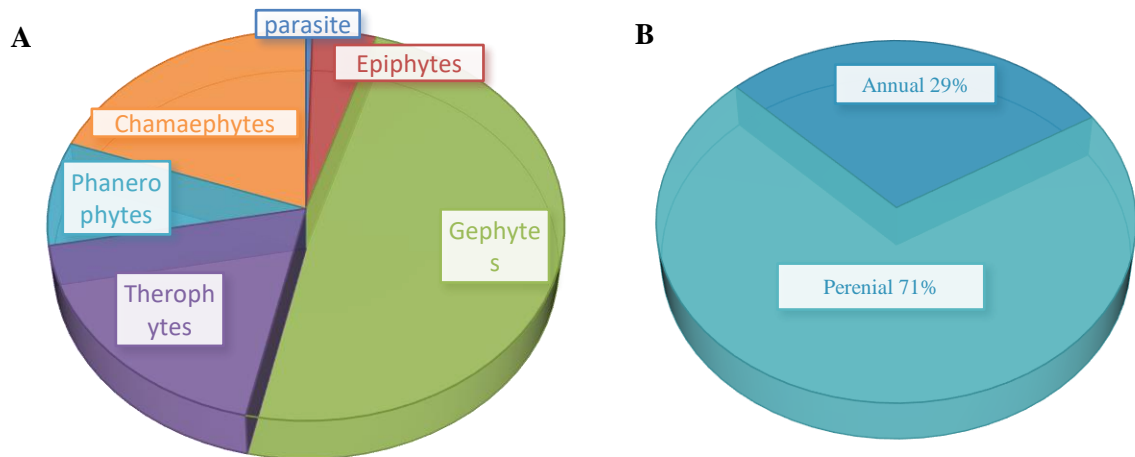 A
parasite
Epiphytes
Chamaephytes
Phanero
phytes
Gephyte
s
Theroph
ytes
B
Annual 29%
Perenial 71%